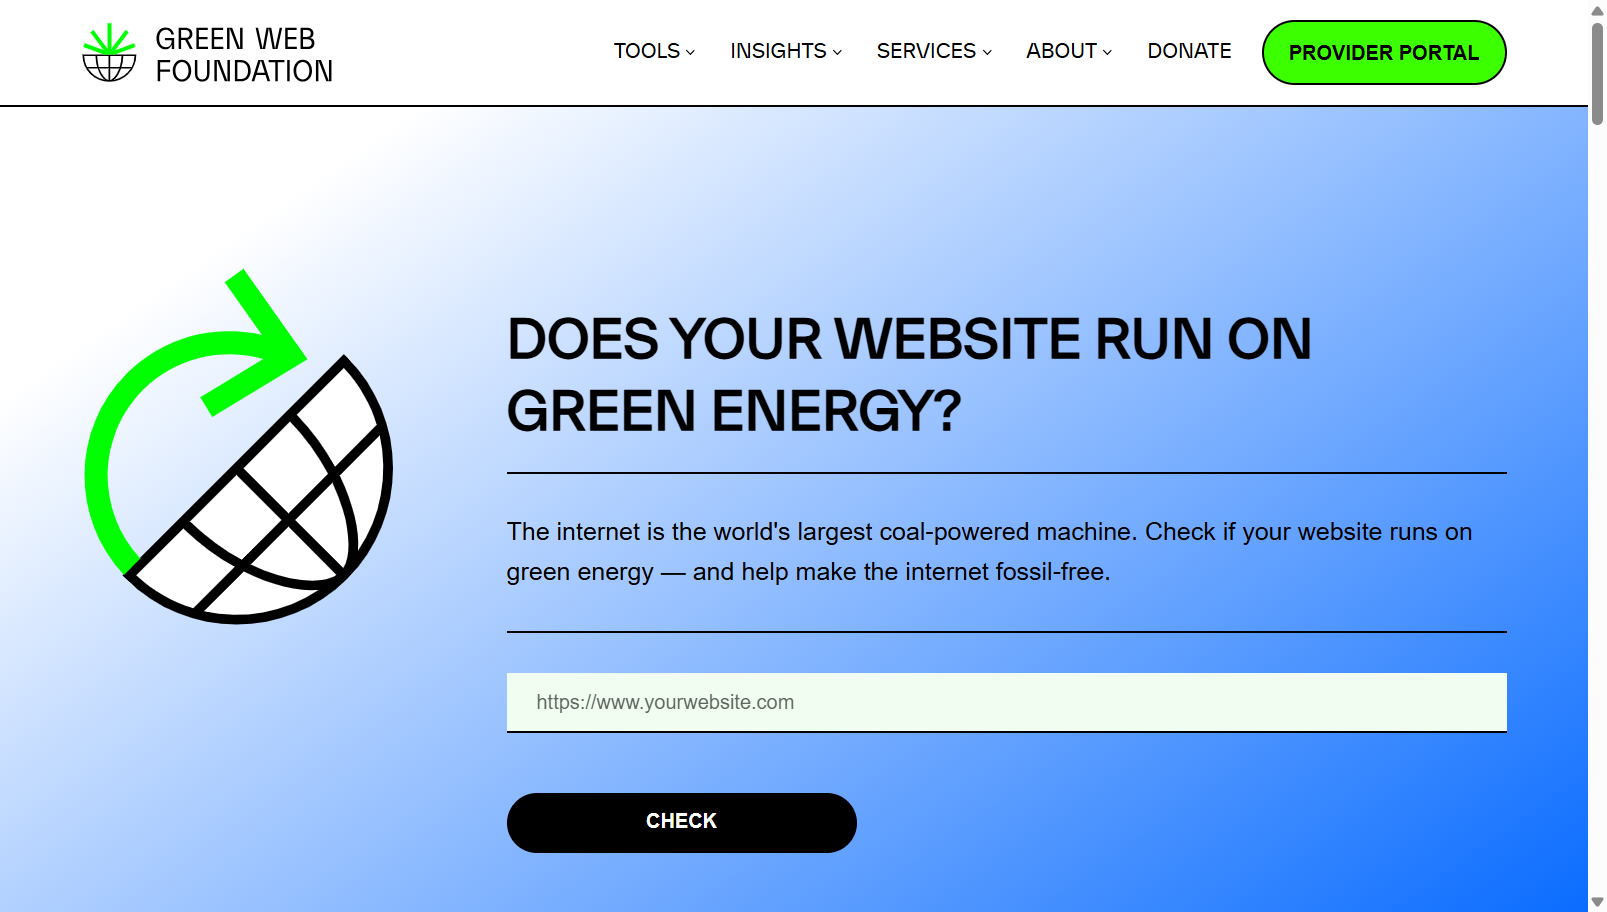 GREEN WEB
FOUNDATION
TOOLS
INSIGHTS
SERVICES
ABOUT
DONATE
PROVIDER PORTAL
DOES YOUR WEBSITE RUN ON
GREEN ENERGY?
The internet is the world's largest coal-powered machine. Check if your website runs on
green energy — and help make the internet fossil-free.
https://www.yourwebsite.com
CHECK